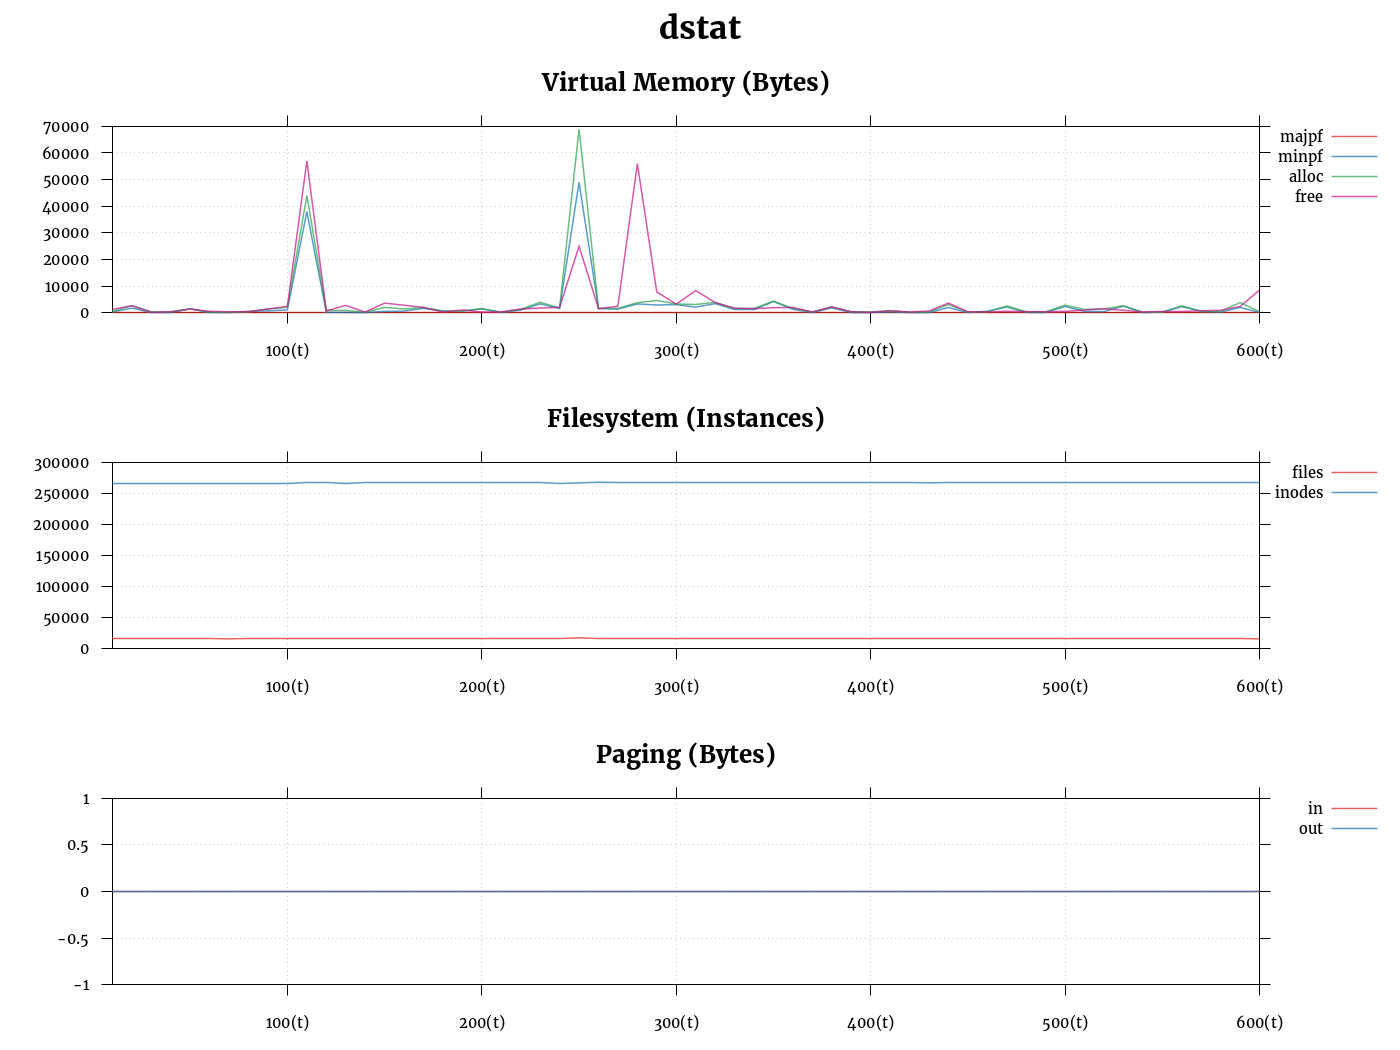 dstat
Virtual Memory (Bytes)
70000
60000
50000
40000
30000
20000
10000
0
majpf
minpf
alloc
free
100(t) 200(t) 300(t) 400(t) 500(t) 600(t)
Filesystem (Instances)
300000
250000
200000
150000
100000
50000
0
files
inodes
100(t) 200(t) 300(t) 400(t) 500(t) 600(t)
Paging (Bytes)
1
0.5
0
-0.5
-1
in
out
100(t) 200(t) 300(t) 400(t) 500(t) 600(t)